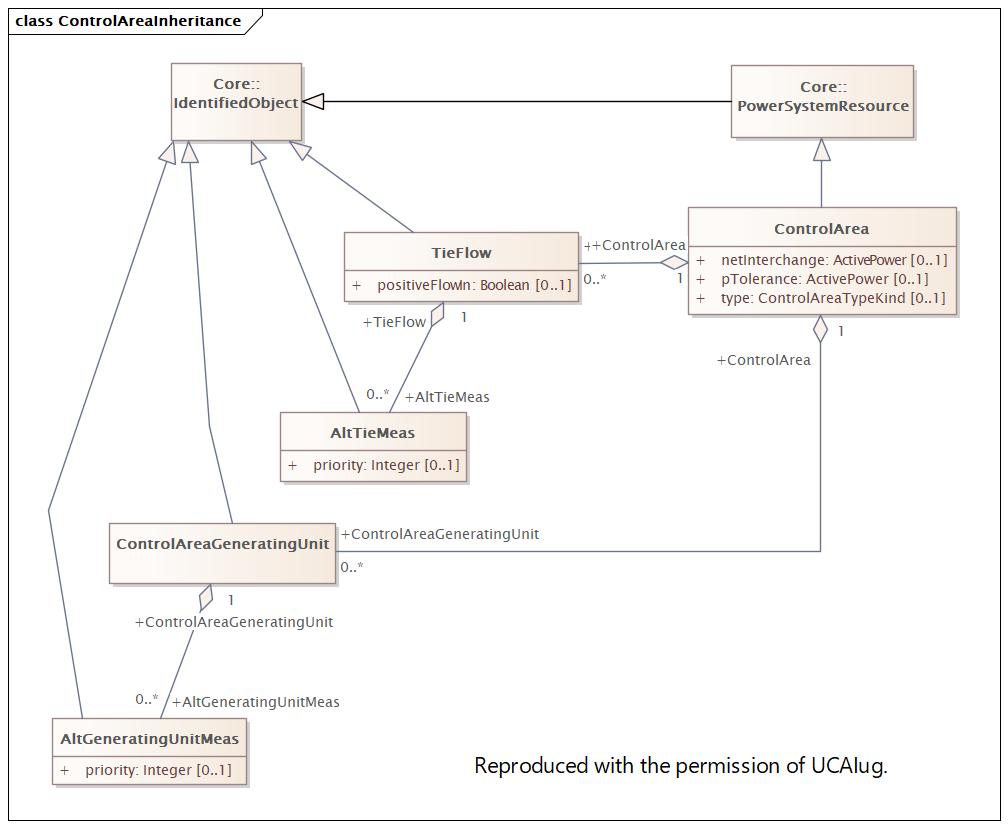 class ControlAreaInheritance
Core::
IdentifiedObject
Core::
PowerSystemResource
ControlArea
+ netInterchange: ActivePower [0..1]
+ pTolerance: ActivePower [0..1]
+ type: ControlAreaTypeKind [0..1]
TieFlow
+ positiveFlowIn: Boolean [0..1]
++ControlArea
0..*
1
+TieFlow
1
1
+ControlArea
0..*
+AltTieMeas
AltTieMeas
+ priority: Integer [0..1]
ControlAreaGeneratingUnit
+ControlAreaGeneratingUnit
0..*
1
+ControlAreaGeneratingUnit
0..*
+AltGeneratingUnitMeas
AltGeneratingUnitMeas
+ priority: Integer [0..1]
Reproduced with the permission of UCAIug.